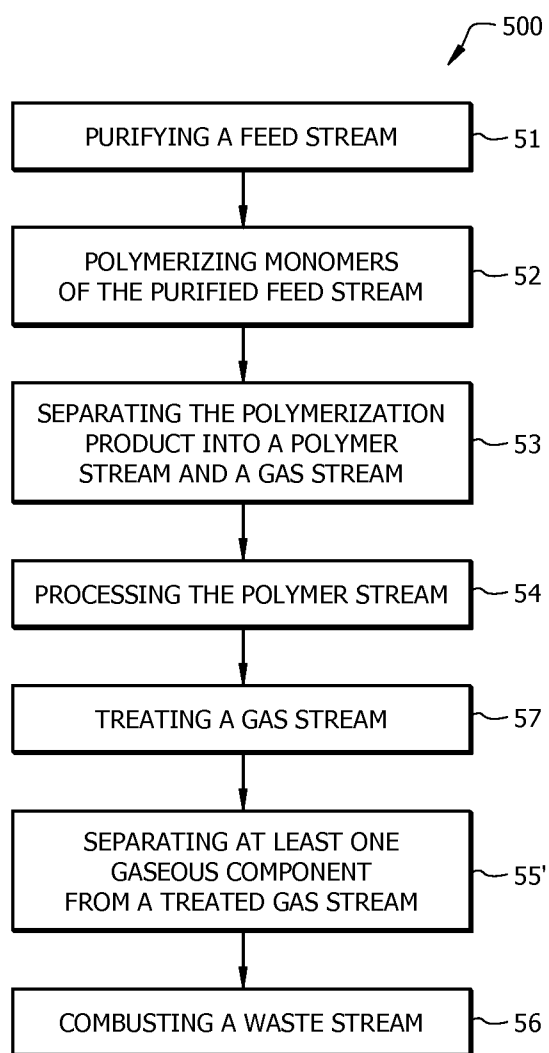 500
PURIFYING A FEED STREAM
51
POLYMERIZING MONOMERS
OF THE PURIFIED FEED STREAM
52
SEPARATING THE POLYMERIZATION
PRODUCT INTO A POLYMER
STREAM AND A GAS STREAM
53
PROCESSING THE POLYMER STREAM
54
TREATING A GAS STREAM
57
SEPARATING AT LEAST ONE
GASEOUS COMPONENT
FROM A TREATED GAS STREAM
55'
COMBUSTING A WASTE STREAM
56